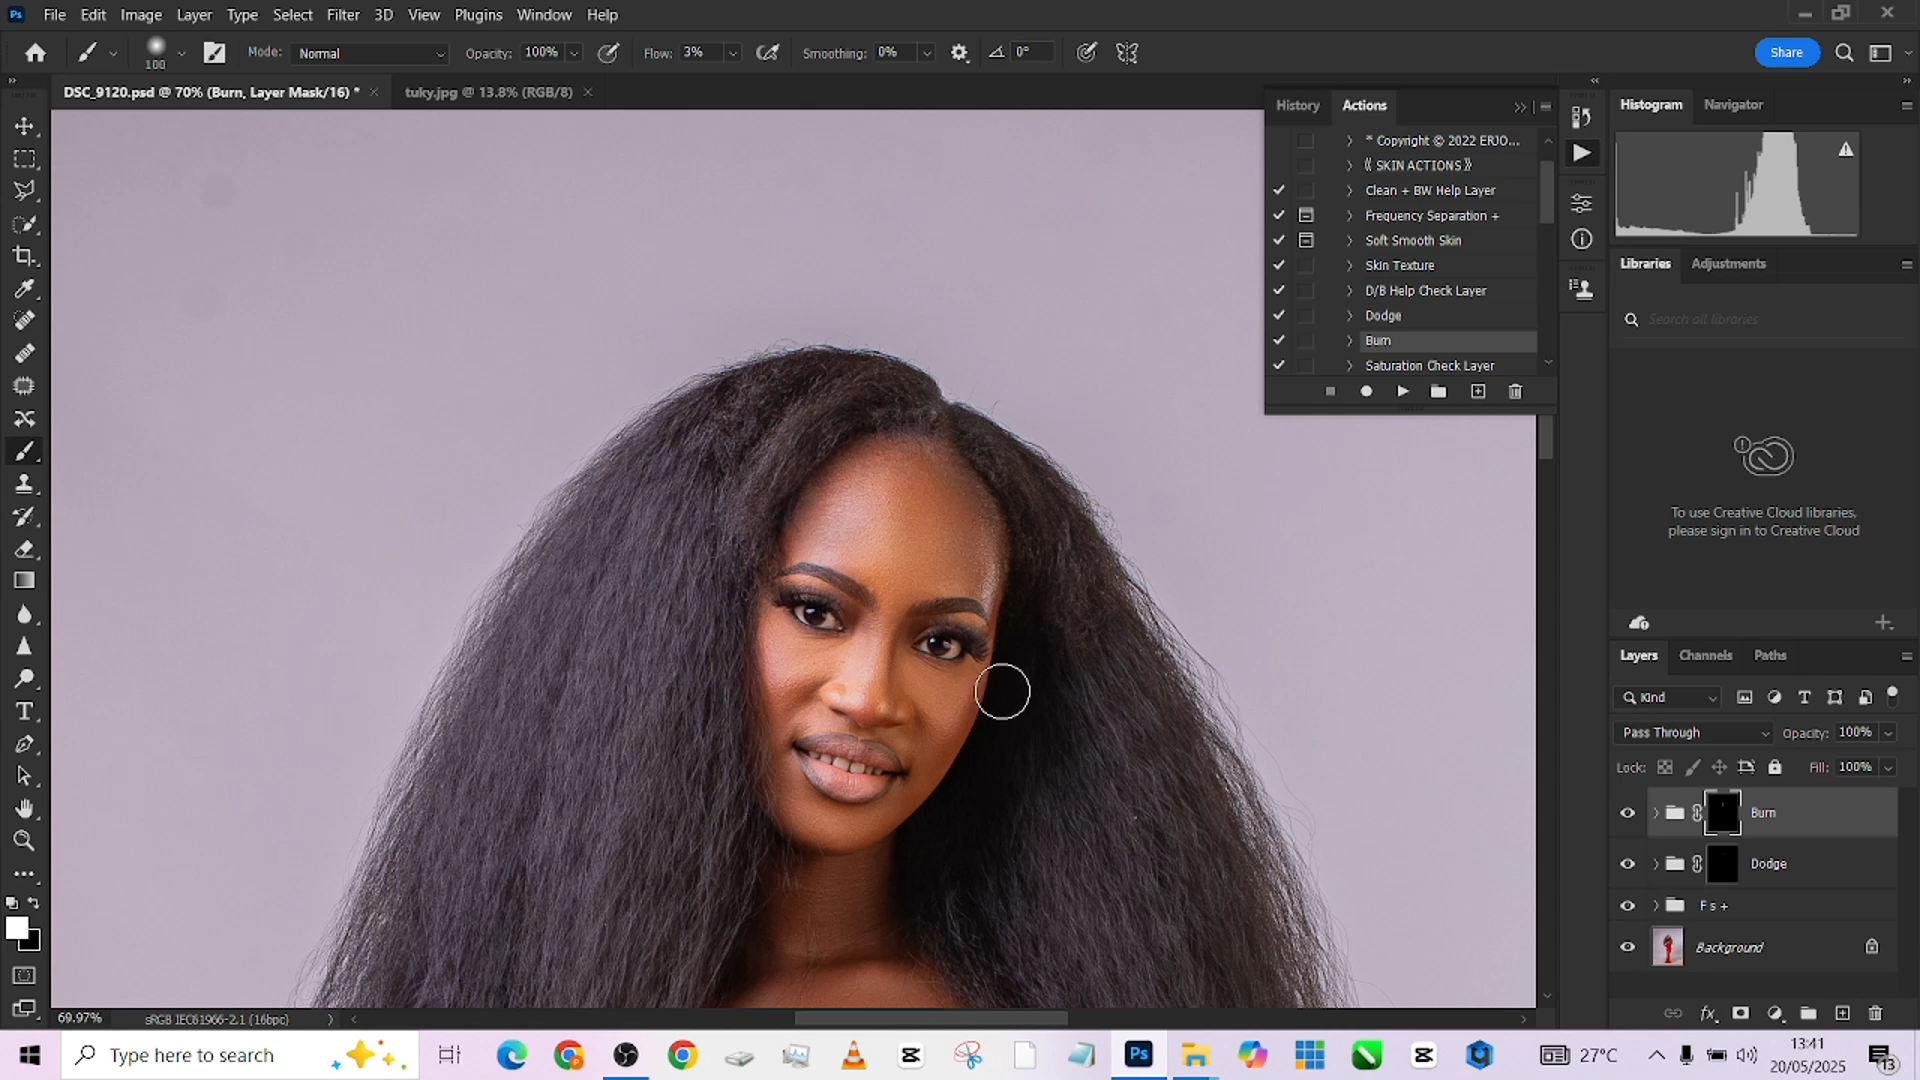 Ps File Edit Image Layer Type Select Filter 3D View Plugins Window Help
100 Mode: Normal Opacity: 100% Flow: 3% Smoothing: 0% 0° Share
DSC_9120.psd @ 70% (Burn, Layer Mask/16) * tuky.jpg @ 13.8% (RGB/8)
History Actions
* Copyright © 2022 ERJO...
《 SKIN ACTIONS 》
Clean + BW Help Layer
Frequency Separation +
Soft Smooth Skin
Skin Texture
D/B Help Check Layer
Dodge
Burn
Saturation Check Layer
Histogram Navigator
Libraries Adjustments
Search all libraries
To use Creative Cloud libraries,
please sign in to Creative Cloud
Layers Channels Paths
Kind
Pass Through Opacity: 100%
Lock: Fill: 100%
Burn
Dodge
F s +
Background
69.97% sRGB IEC61966-2.1 (16bpc)
Type here to search Ps 27°C 13:41
20/05/2025 13